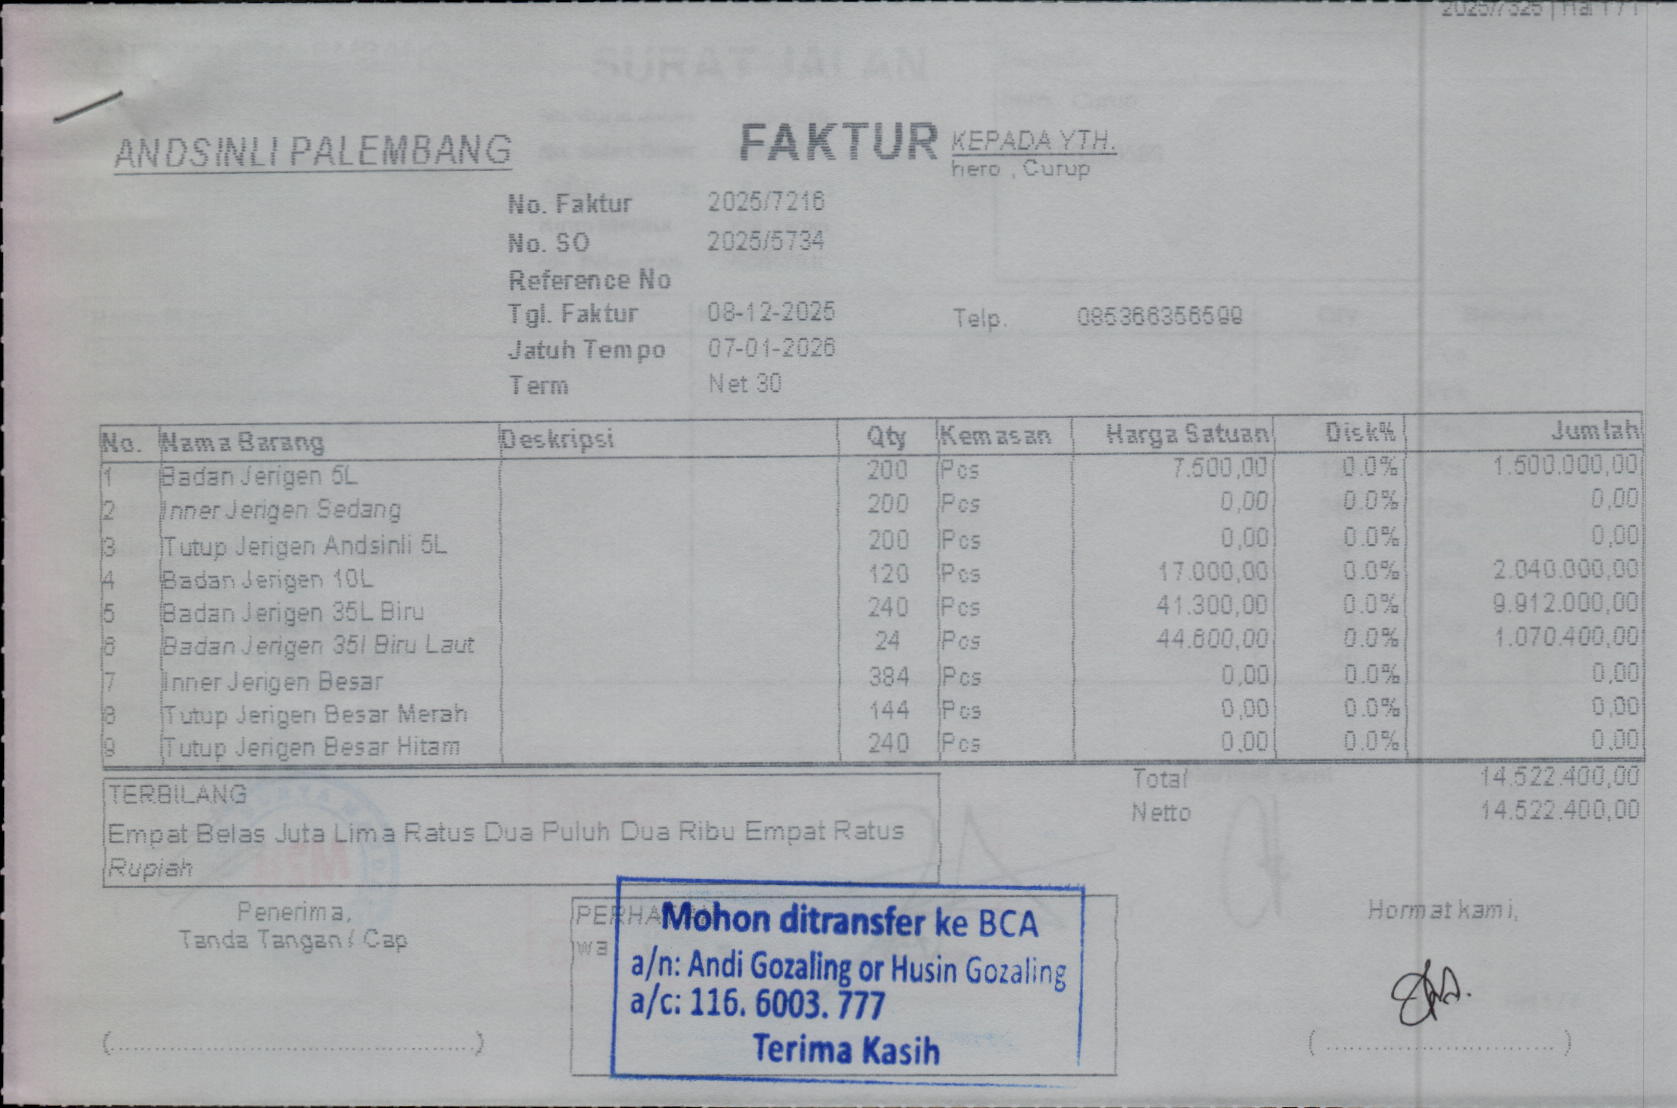 2025/7325 | Hal 1 / 1
SURAT JALAN
ANDSINLI PALEMBANG
FAKTUR
KEPADA YTH.
hero , Curup
No. Faktur 2025/7216
No. SO 2025/5734
Reference No
Tgl. Faktur 08-12-2025
Telp. 085366356599
Jatuh Tempo 07-01-2026
Term Net 30
No. Nama Barang Deskripsi Qty Kemasan Harga Satuan Disk% Jumlah
1 Badan Jerigen 5L 200 Pcs 7.500,00 0.0% 1.500.000,00
2 Inner Jerigen Sedang 200 Pcs 0,00 0.0% 0,00
3 Tutup Jerigen Andsinli 5L 200 Pcs 0,00 0.0% 0,00
4 Badan Jerigen 10L 120 Pcs 17.000,00 0.0% 2.040.000,00
5 Badan Jerigen 35L Biru 240 Pcs 41.300,00 0.0% 9.912.000,00
6 Badan Jerigen 35l Biru Laut 24 Pcs 44.600,00 0.0% 1.070.400,00
7 Inner Jerigen Besar 384 Pcs 0,00 0.0% 0,00
8 Tutup Jerigen Besar Merah 144 Pcs 0,00 0.0% 0,00
9 Tutup Jerigen Besar Hitam 240 Pcs 0,00 0.0% 0,00
Total 14.522.400,00
Netto 14.522.400,00
TERBILANG
Empat Belas Juta Lima Ratus Dua Puluh Dua Ribu Empat Ratus
Rupiah
Penerima,
Tanda Tangan / Cap
Mohon ditransfer ke BCA
a/n: Andi Gozaling or Husin Gozaling
a/c: 116. 6003. 777
Terima Kasih
Hormat kami,